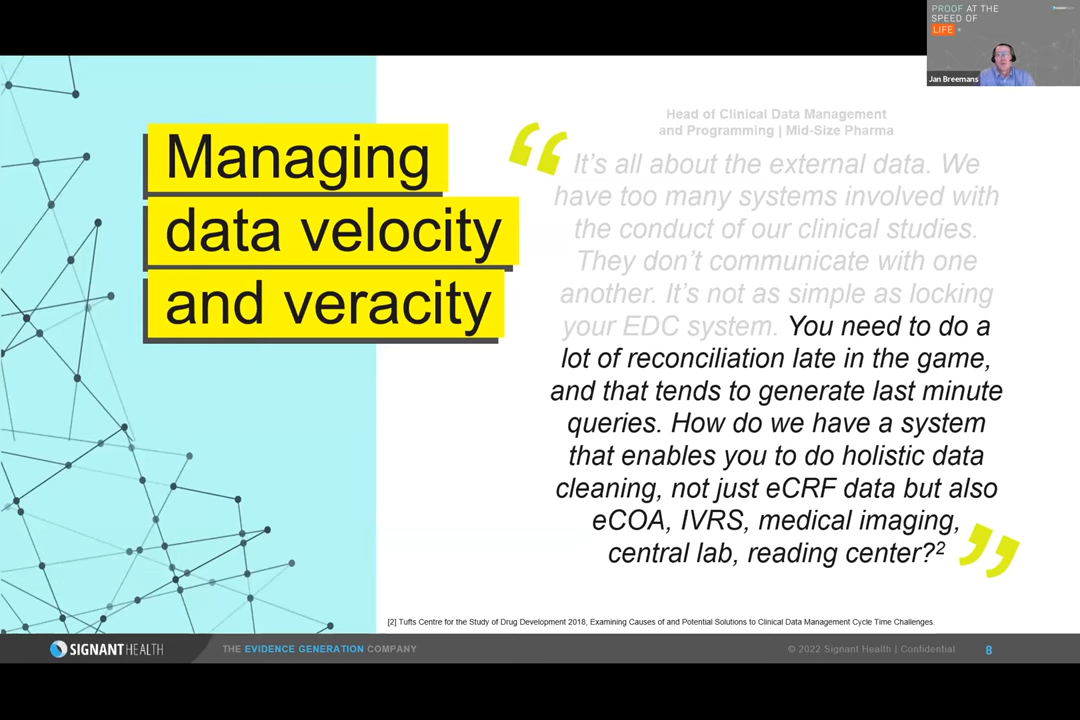 PROOF AT THE
SPEED OF
LIFE
Jan Breemans
Managing
data velocity
and veracity
Head of Clinical Data Management
and Programming | Mid-Size Pharma
“It’s all about the external data. We
have too many systems involved with
the conduct of our clinical studies.
They don’t communicate with one
another. It’s not as simple as locking
your EDC system. You need to do a
lot of reconciliation late in the game,
and that tends to generate last minute
queries. How do we have a system
that enables you to do holistic data
cleaning, not just eCRF data but also
eCOA, IVRS, medical imaging,
central lab, reading center?²”
[2] Tufts Centre for the Study of Drug Development 2018, Examining Causes of and Potential Solutions to Clinical Data Management Cycle Time Challenges.
SIGNANTHEALTH
THE EVIDENCE GENERATION COMPANY
© 2022 Signant Health | Confidential
8